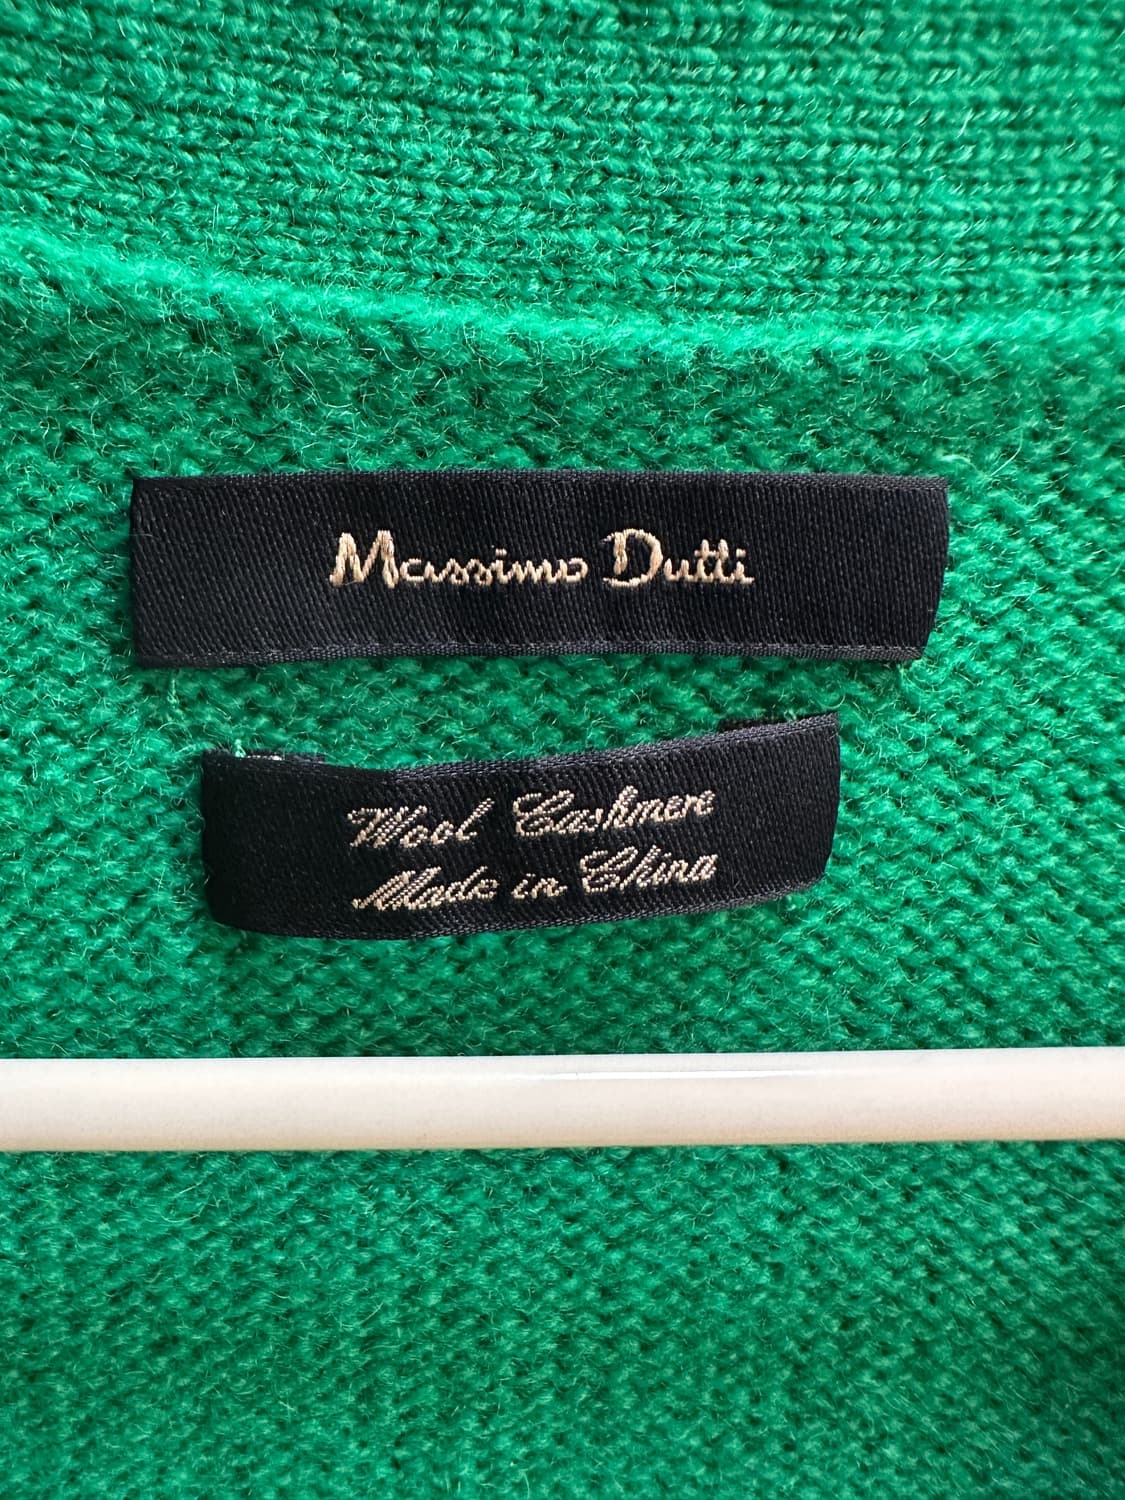 Massimo Dutti
Wool Cashmere
Made in China